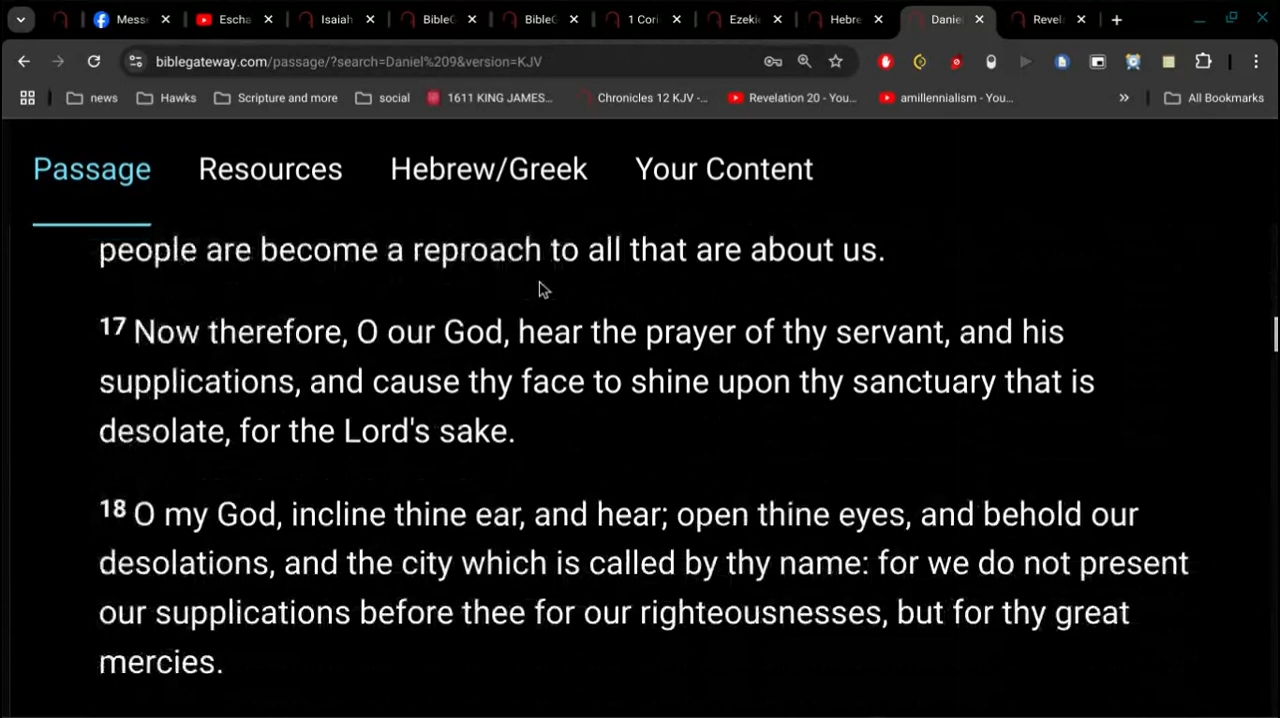 Mess
Escha
Isaiah
BibleG
BibleG
1 Cori
Ezekie
Hebre
Danie
Revel
biblegateway.com/passage/?search=Daniel%209&version=KJV
news
Hawks
Scripture and more
social
1611 KING JAMES...
Chronicles 12 KJV -...
Revelation 20 - You...
amillennialism - You...
»
All Bookmarks
Passage
Resources
Hebrew/Greek
Your Content
people are become a reproach to all that are about us.
17 Now therefore, O our God, hear the prayer of thy servant, and his
supplications, and cause thy face to shine upon thy sanctuary that is
desolate, for the Lord's sake.
18 O my God, incline thine ear, and hear; open thine eyes, and behold our
desolations, and the city which is called by thy name: for we do not present
our supplications before thee for our righteousnesses, but for thy great
mercies.